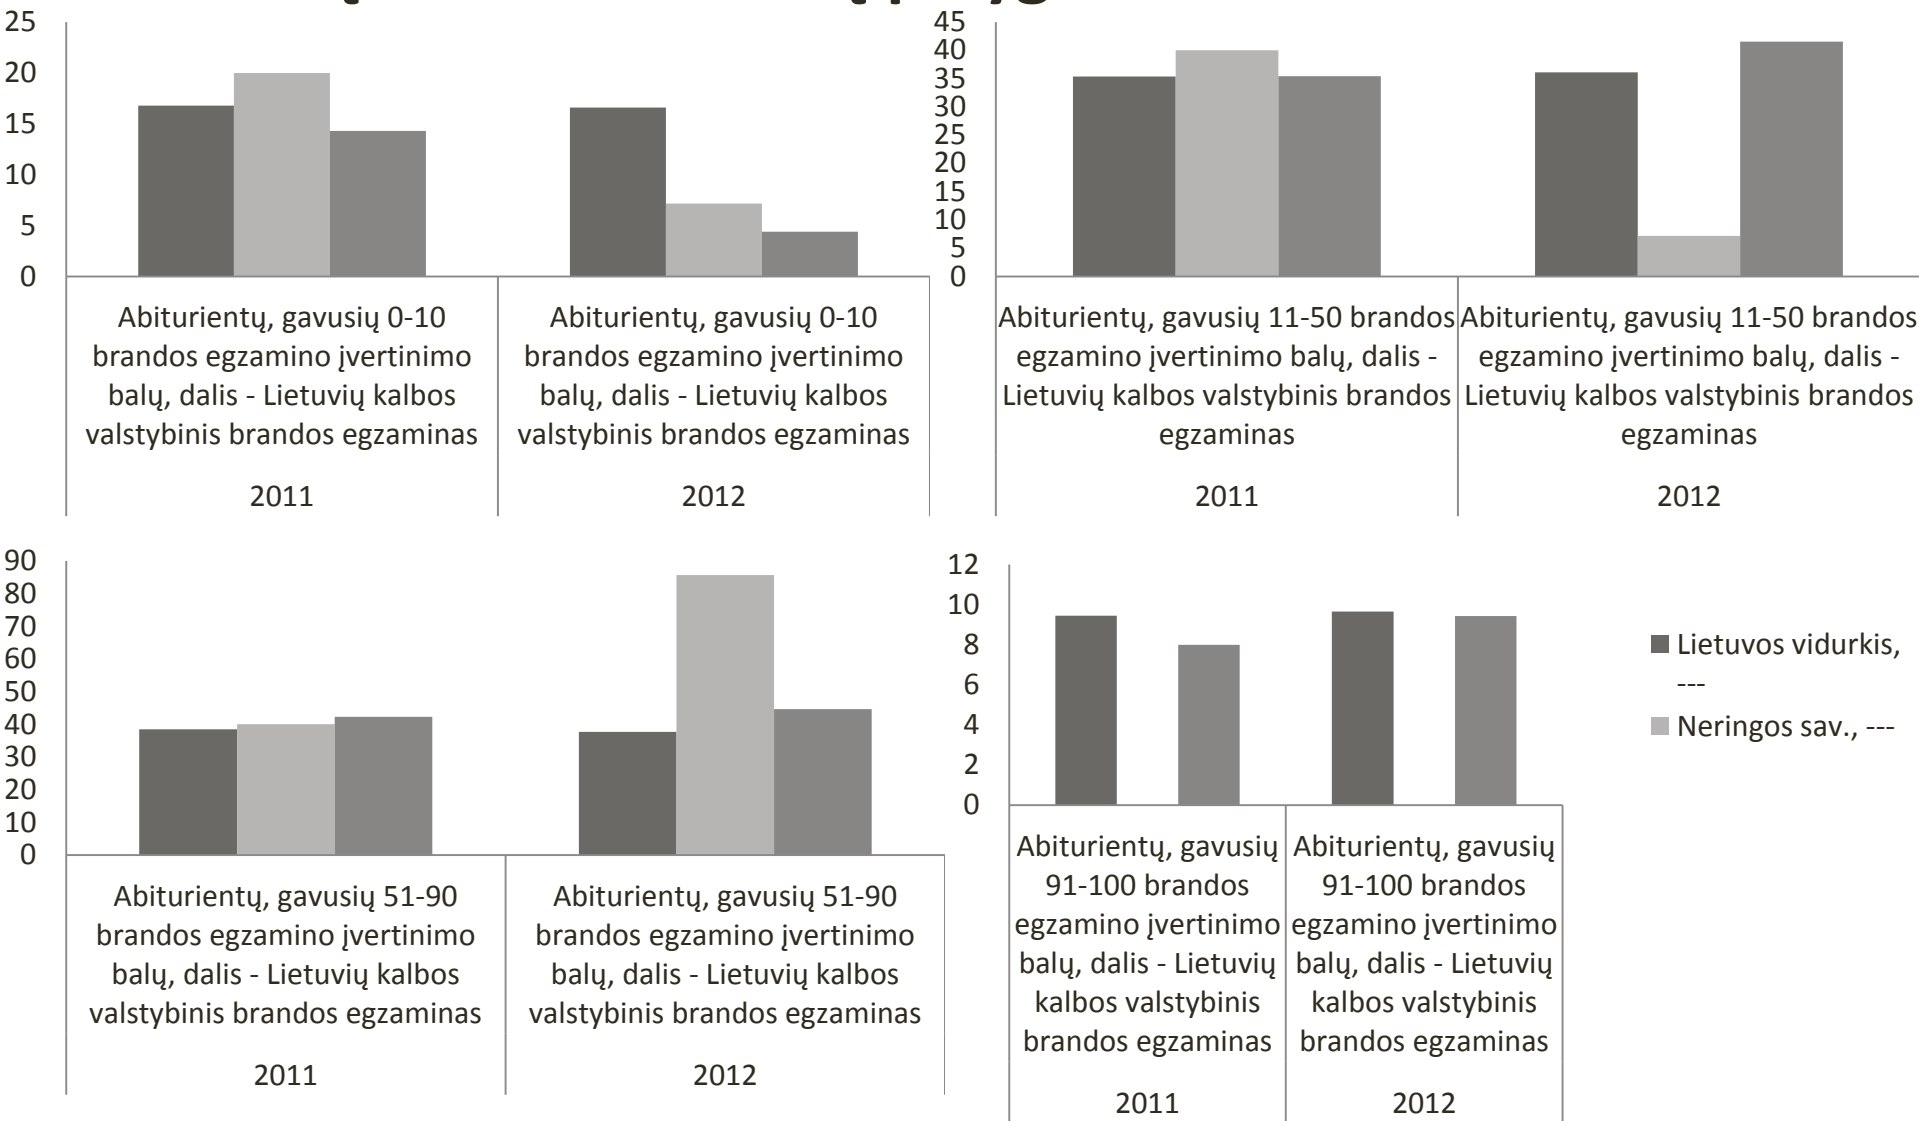 25
20
15
10
5
0
Abiturientų, gavusių 0-10
brandos egzamino įvertinimo
balų, dalis - Lietuvių kalbos
valstybinis brandos egzaminas
2011
Abiturientų, gavusių 0-10
brandos egzamino įvertinimo
balų, dalis - Lietuvių kalbos
valstybinis brandos egzaminas
2012
45
40
35
30
25
20
15
10
5
0
Abiturientų, gavusių 11-50 brandos
egzamino įvertinimo balų, dalis -
Lietuvių kalbos valstybinis brandos
egzaminas
2011
Abiturientų, gavusių 11-50 brandos
egzamino įvertinimo balų, dalis -
Lietuvių kalbos valstybinis brandos
egzaminas
2012
90
80
70
60
50
40
30
20
10
0
Abiturientų, gavusių 51-90
brandos egzamino įvertinimo
balų, dalis - Lietuvių kalbos
valstybinis brandos egzaminas
2011
Abiturientų, gavusių 51-90
brandos egzamino įvertinimo
balų, dalis - Lietuvių kalbos
valstybinis brandos egzaminas
2012
12
10
8
6
4
2
0
Abiturientų, gavusių
91-100 brandos
egzamino įvertinimo
balų, dalis - Lietuvių
kalbos valstybinis
brandos egzaminas
2011
Abiturientų, gavusių
91-100 brandos
egzamino įvertinimo
balų, dalis - Lietuvių
kalbos valstybinis
brandos egzaminas
2012
Lietuvos vidurkis,
---
Neringos sav., ---